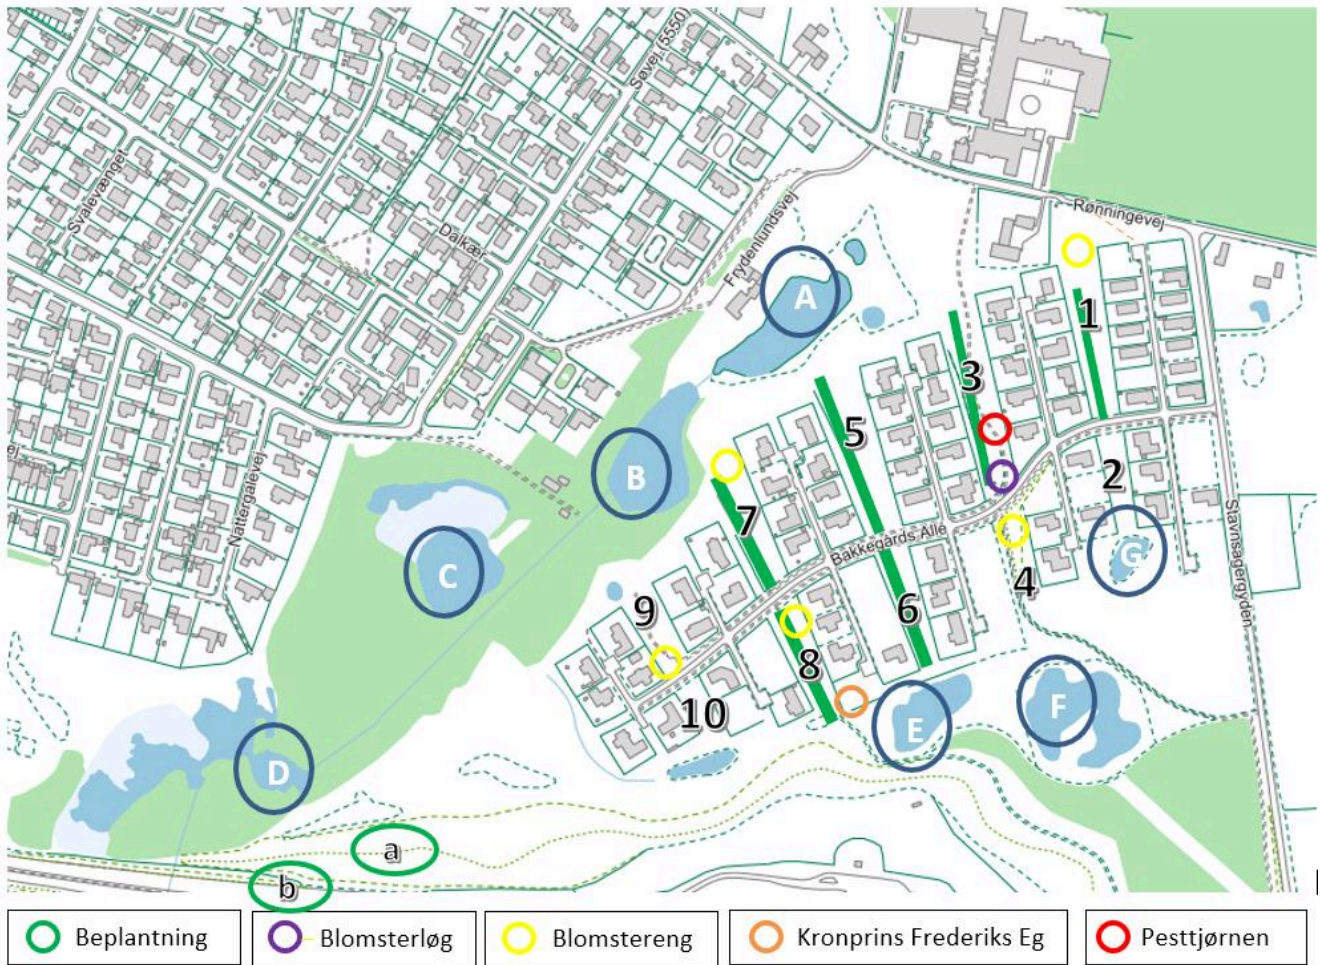 Søvej (5550)
Svalevænget
Dalkær
Frydenlundsvej
Rønningevej
A
1
3
5
B
2
7
Nattergalevej
Bakkegårds Alle
G
C
4
Stavnsagergyden
9
6
8
10
F
E
D
a
b
Beplantning
Blomsterløg
Blomstereng
Kronprins Frederiks Eg
Pesttjørnen